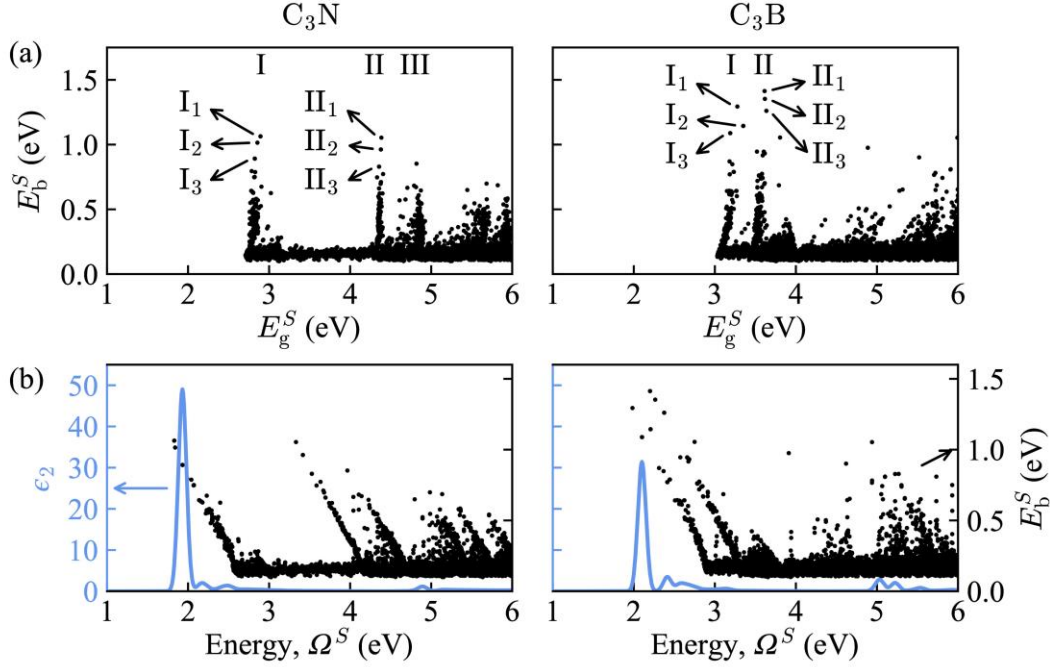 C₃N C₃B
(a)
I II III
I₁ II₁
I₂ II₂
I₃ II₃
1.5
1.0
0.5
0.0
E_b^S (eV)
1 2 3 4 5 6
E_g^S (eV)
I II
I₁ II₁
I₂ II₂
I₃ II₃
1 2 3 4 5 6
E_g^S (eV)
(b)
50
40
30
20
10
0
ϵ₂
1 2 3 4 5 6
Energy, Ω^S (eV)
1 2 3 4 5 6
Energy, Ω^S (eV)
1.5
1.0
0.5
0.0
E_b^S (eV)